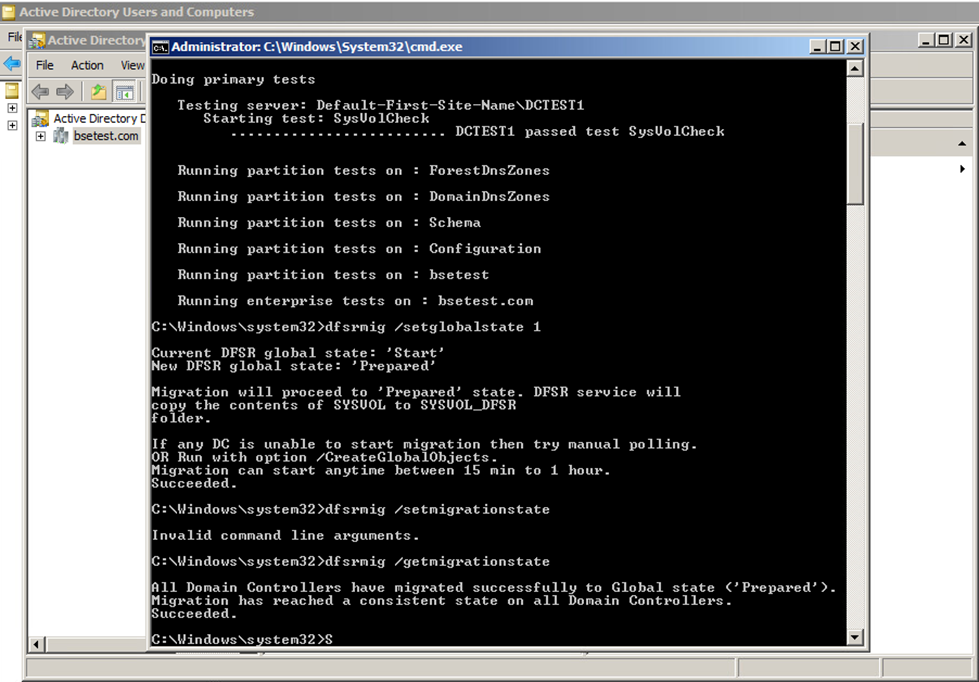 Active Directory Users and Computers
Fil
Active Directory
File Action View
Active Directory D
bsetest.com
Administrator: C:\Windows\System32\cmd.exe
Doing primary tests
Testing server: Default-First-Site-Name\DCTEST1
Starting test: SysVolCheck
......................... DCTEST1 passed test SysVolCheck
Running partition tests on : ForestDnsZones
Running partition tests on : DomainDnsZones
Running partition tests on : Schema
Running partition tests on : Configuration
Running partition tests on : bsetest
Running enterprise tests on : bsetest.com
C:\Windows\system32>dfsrmig /setglobalstate 1
Current DFSR global state: 'Start'
New DFSR global state: 'Prepared'
Migration will proceed to 'Prepared' state. DFSR service will
copy the contents of SYSVOL to SYSVOL_DFSR
folder.
If any DC is unable to start migration then try manual polling.
OR Run with option /CreateGlobalObjects.
Migration can start anytime between 15 min to 1 hour.
Succeeded.
C:\Windows\system32>dfsrmig /setmigrationstate
Invalid command line arguments.
C:\Windows\system32>dfsrmig /getmigrationstate
All Domain Controllers have migrated successfully to Global state ('Prepared').
Migration has reached a consistent state on all Domain Controllers.
Succeeded.
C:\Windows\system32>S